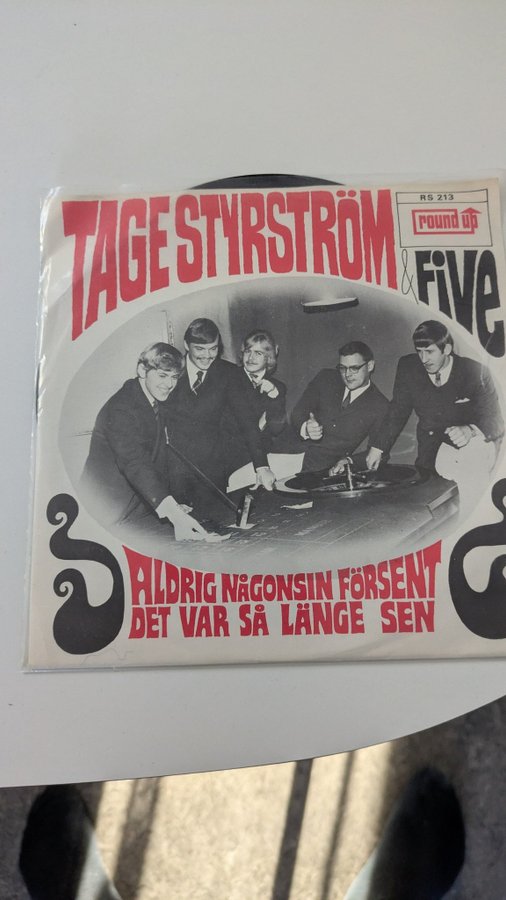 TAGE STYRSTRÖM
& FIVE
RS 213
round up
ALDRIG NÅGONSIN FÖRSENT
DET VAR SÅ LÄNGE SEN